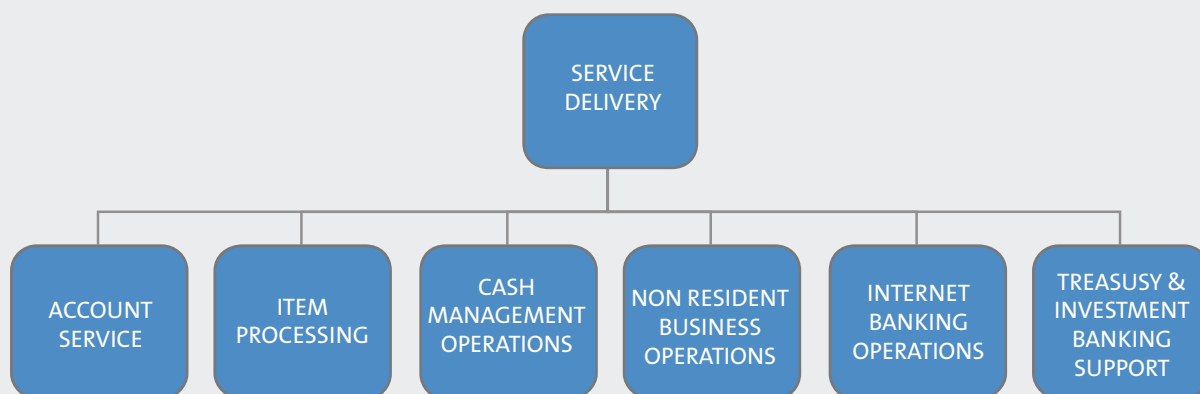 SERVICE
DELIVERY
ACCOUNT
SERVICE
ITEM
PROCESSING
CASH
MANAGEMENT
OPERATIONS
NON RESIDENT
BUSINESS
OPERATIONS
INTERNET
BANKING
OPERATIONS
TREASUSY &
INVESTMENT
BANKING
SUPPORT